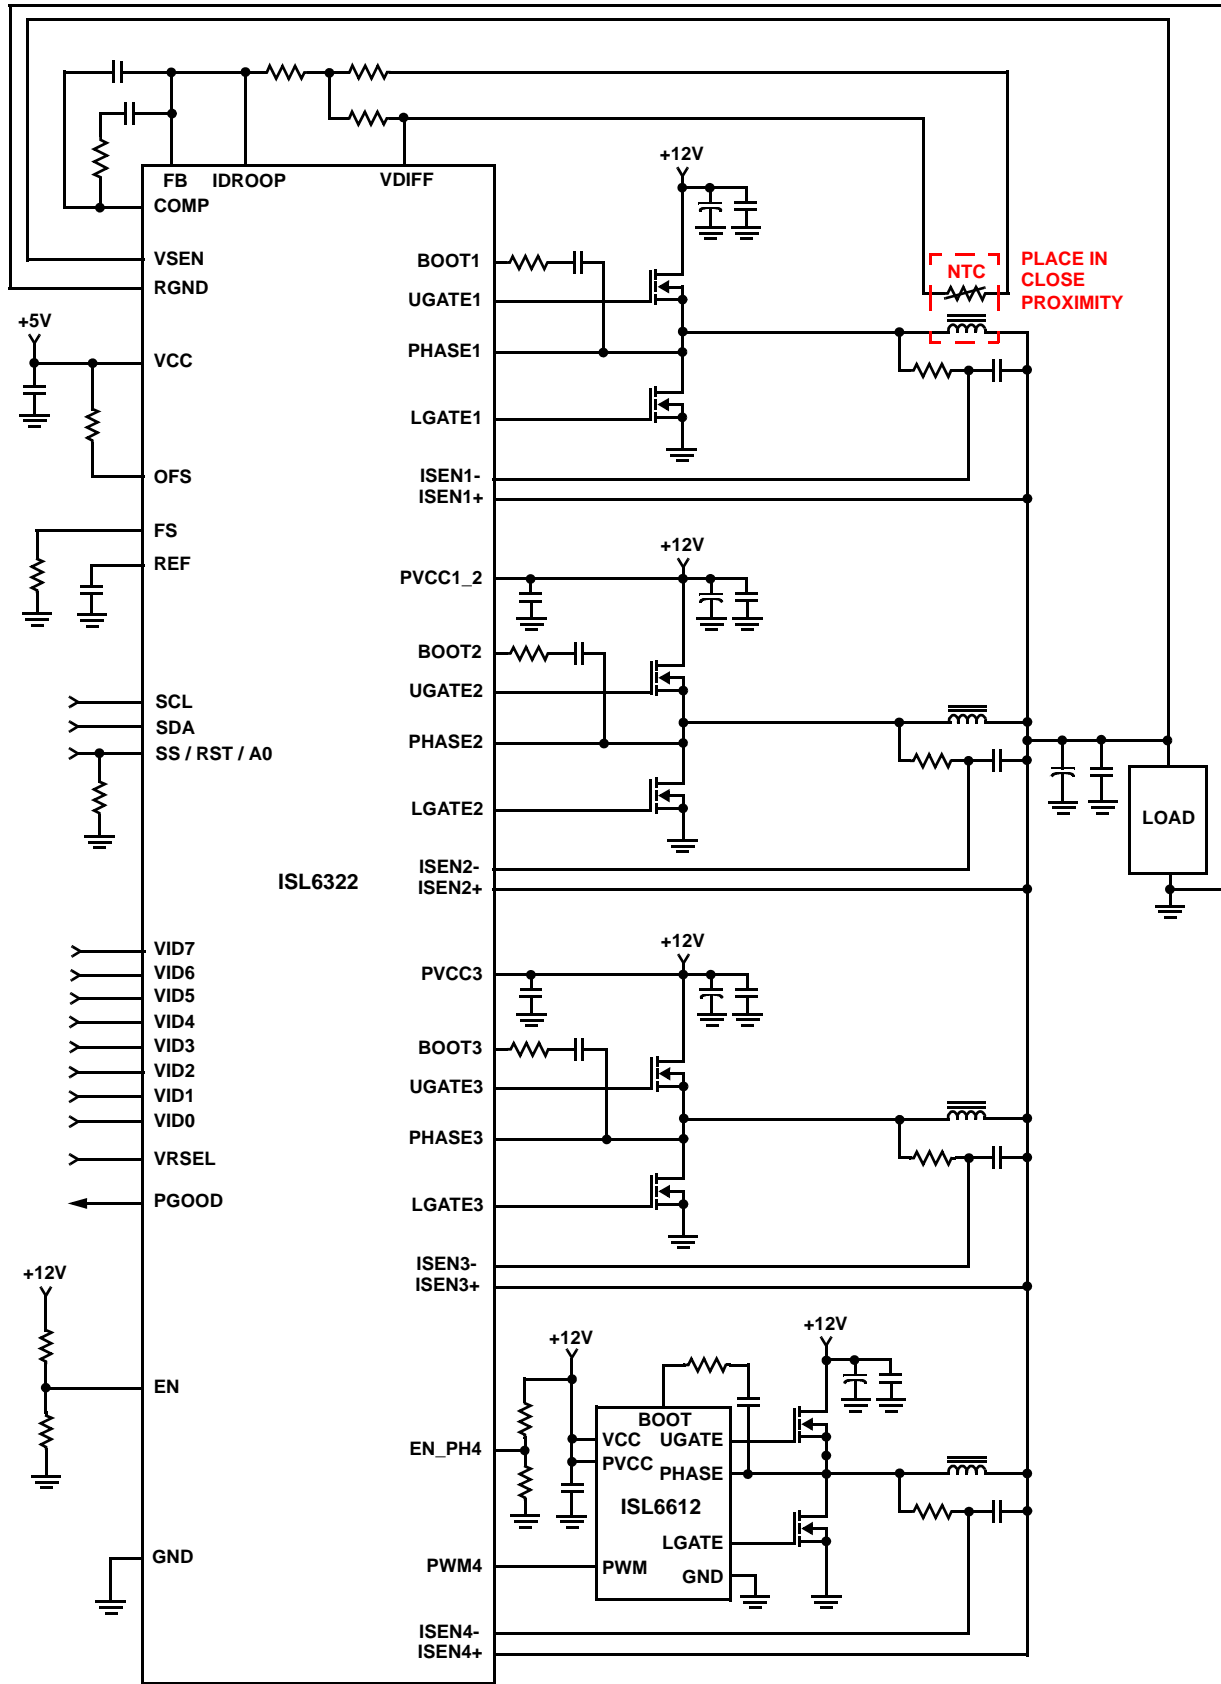 +12V
FB
IDROOP
VDIFF
COMP
VSEN
RGND
+5V
VCC
OFS
FS
REF
SCL
SDA
SS / RST / A0
ISL6322
VID7
VID6
VID5
VID4
VID3
VID2
VID1
VID0
VRSEL
PGOOD
+12V
EN
GND
BOOT1
UGATE1
PHASE1
LGATE1
ISEN1-
ISEN1+
NTC
PLACE IN
CLOSE
PROXIMITY
+12V
PVCC1_2
BOOT2
UGATE2
PHASE2
LGATE2
ISEN2-
ISEN2+
LOAD
+12V
PVCC3
BOOT3
UGATE3
PHASE3
LGATE3
ISEN3-
ISEN3+
+12V
+12V
EN_PH4
PWM4
BOOT
VCC
UGATE
PVCC
PHASE
ISL6612
LGATE
PWM
GND
ISEN4-
ISEN4+